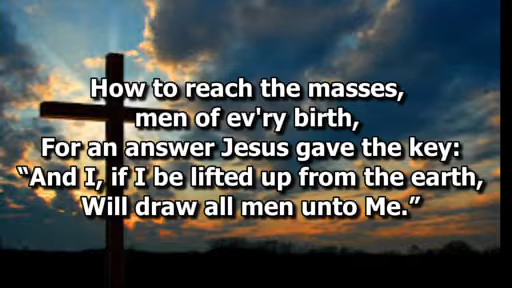 How to reach the masses,
men of ev'ry birth,
For an answer Jesus gave the key:
“And I, if I be lifted up from the earth,
Will draw all men unto Me.”